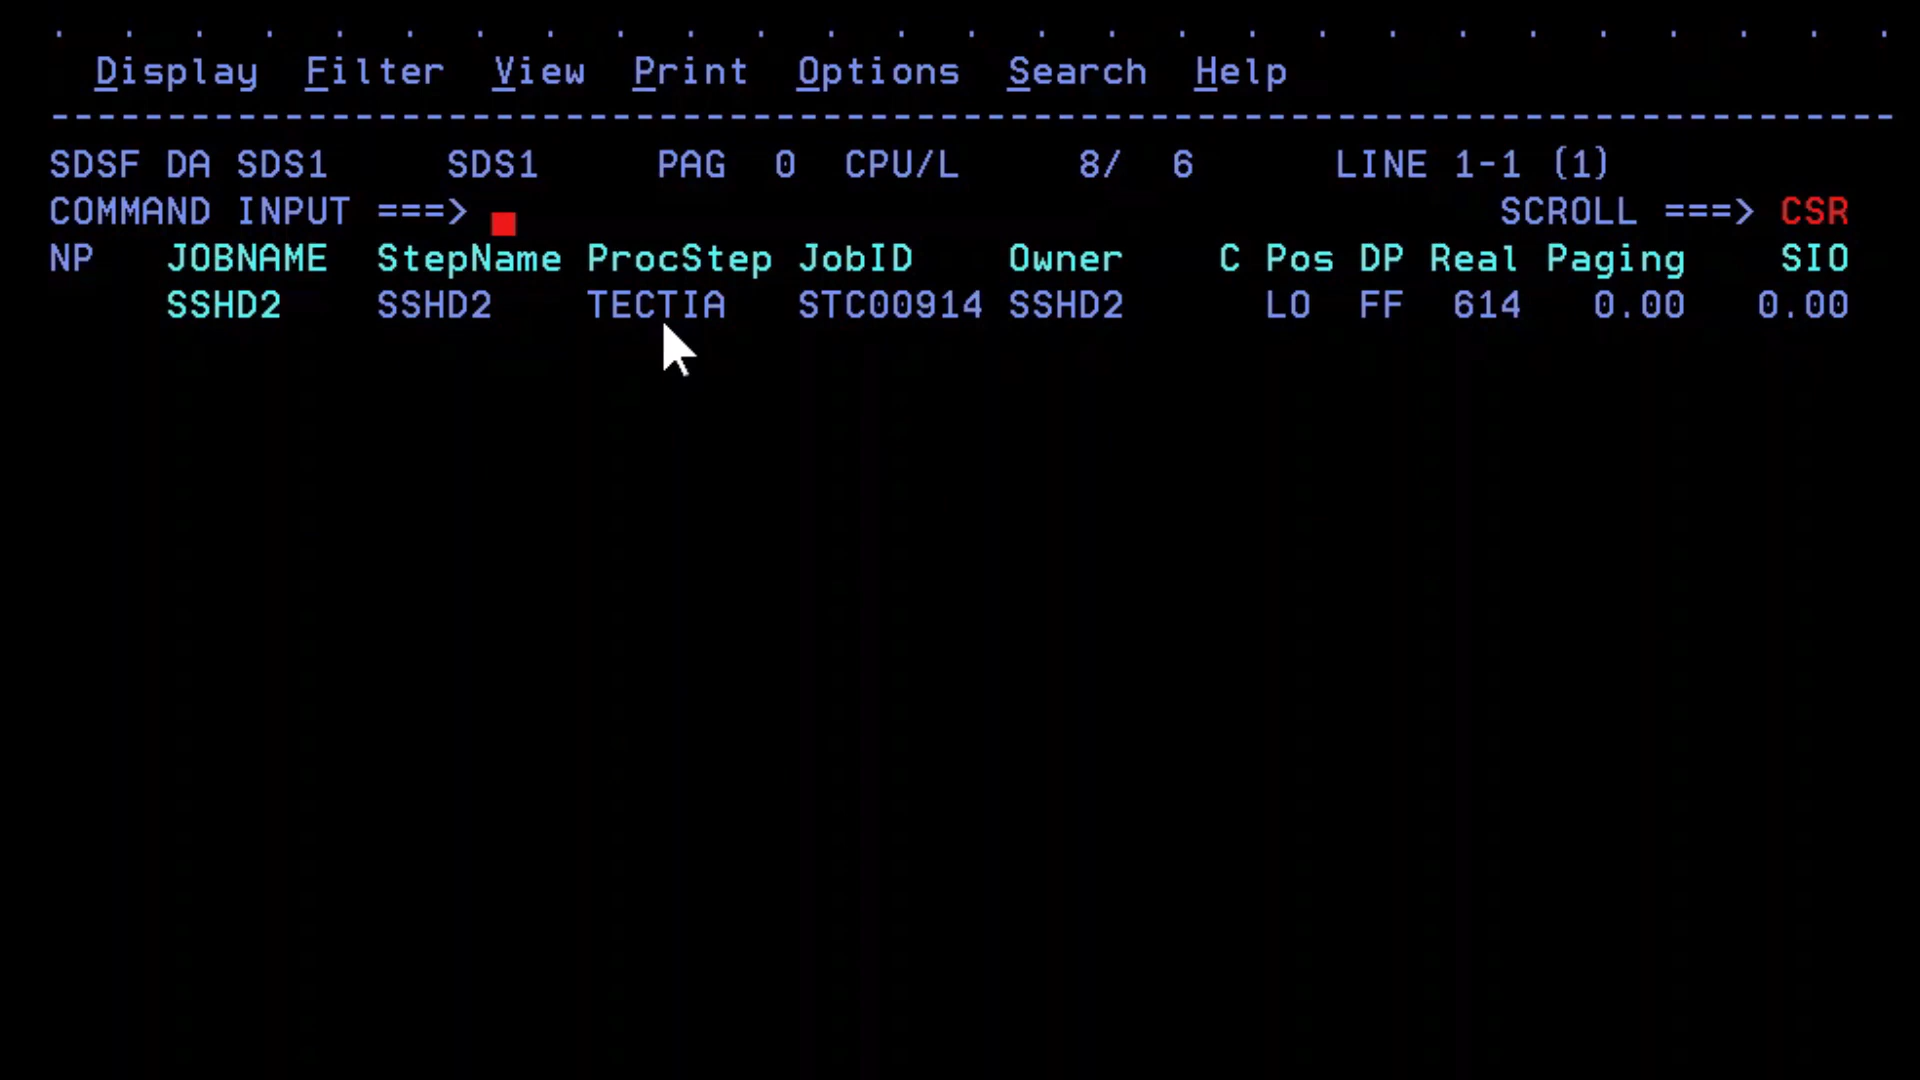 Display Filter View Print Options Search Help
SDSF DA SDS1 SDS1 PAG 0 CPU/L 8/ 6 LINE 1-1 (1)
COMMAND INPUT ===> SCROLL ===> CSR
NP JOBNAME StepName ProcStep JobID Owner C Pos DP Real Paging SIO
SSHD2 SSHD2 TECTIA STC00914 SSHD2 LO FF 614 0.00 0.00